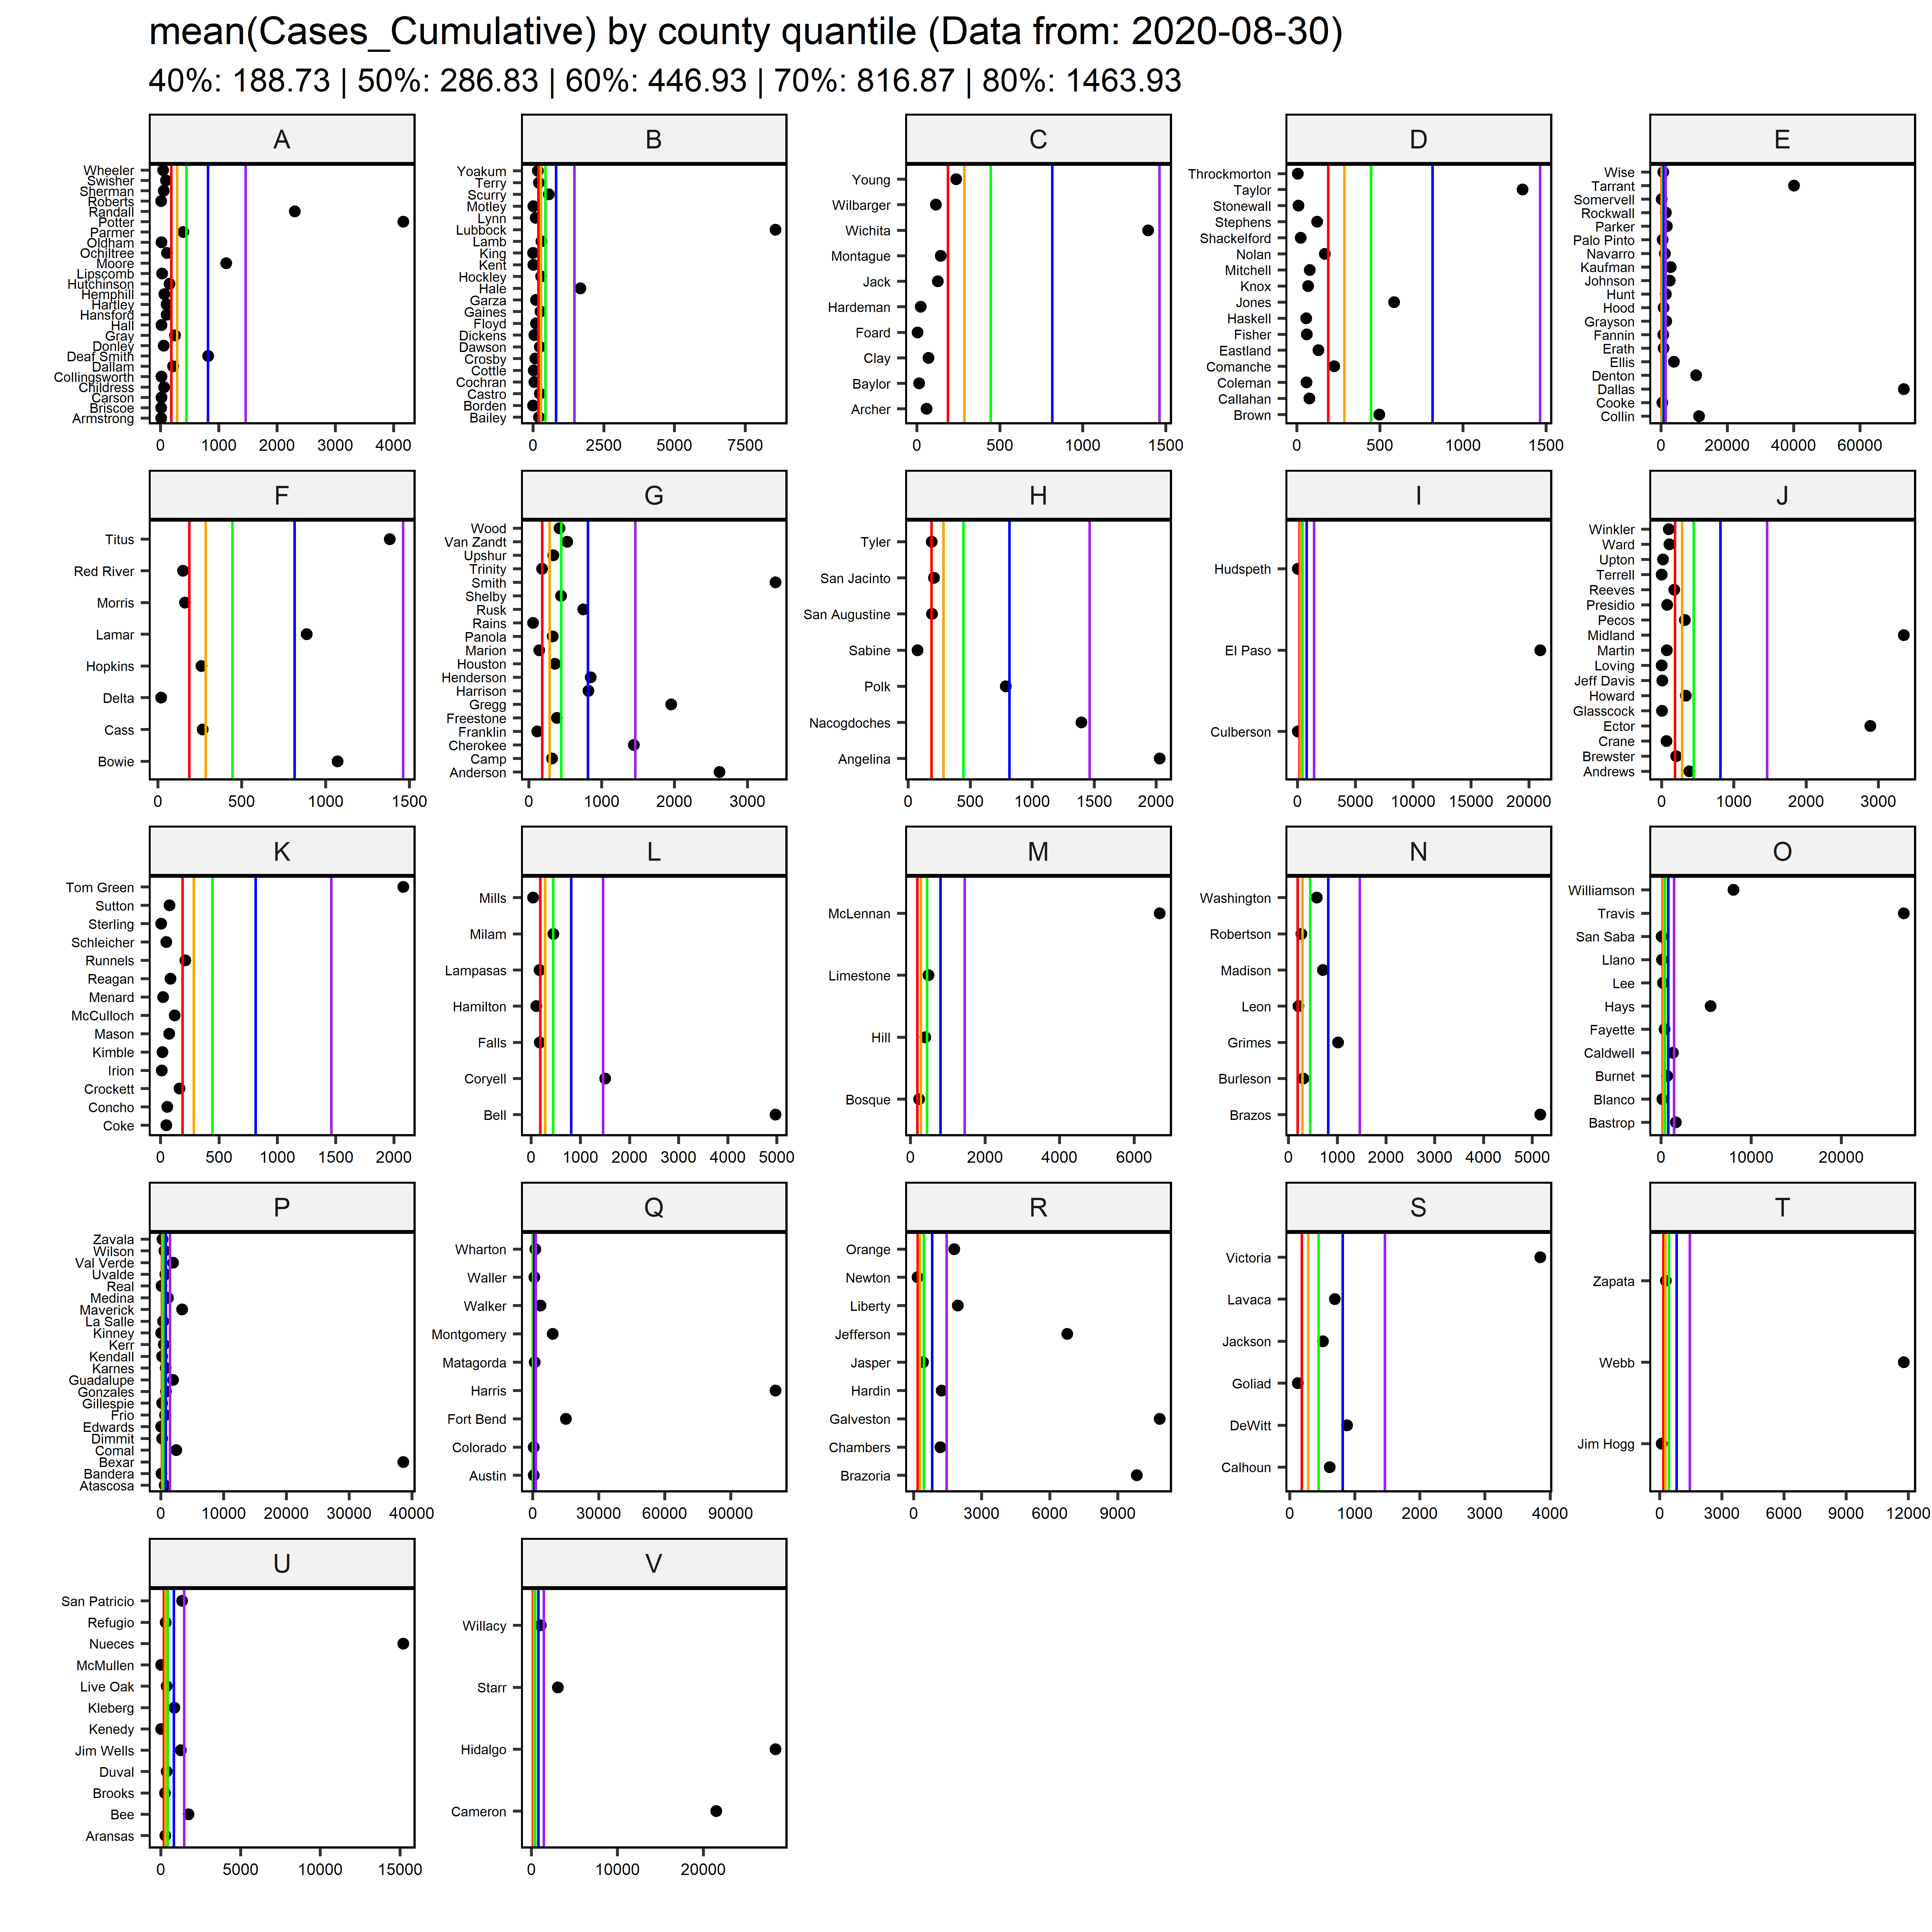 mean(Cases_Cumulative) by county quantile (Data from: 2020-08-30)
40%: 188.73 | 50%: 286.83 | 60%: 446.93 | 70%: 816.87 | 80%: 1463.93
A
Wheeler
Swisher
Sherman
Roberts
Randall
Potter
Parmer
Oldham
Ochiltree
Moore
Lipscomb
Hutchinson
Hemphill
Hartley
Hansford
Hall
Gray
Donley
Deaf Smith
Dallam
Collingsworth
Childress
Carson
Briscoe
Armstrong
0 1000 2000 3000 4000
B
Yoakum
Terry
Scurry
Motley
Lynn
Lubbock
Lamb
King
Kent
Hockley
Hale
Garza
Gaines
Floyd
Dickens
Dawson
Crosby
Cottle
Cochran
Castro
Borden
Bailey
0 2500 5000 7500
C
Young
Wilbarger
Wichita
Montague
Jack
Hardeman
Foard
Clay
Baylor
Archer
0 500 1000 1500
D
Throckmorton
Taylor
Stonewall
Stephens
Shackelford
Nolan
Mitchell
Knox
Jones
Haskell
Fisher
Eastland
Comanche
Coleman
Callahan
Brown
0 500 1000 1500
E
Wise
Tarrant
Somervell
Rockwall
Parker
Palo Pinto
Navarro
Kaufman
Johnson
Hunt
Hood
Grayson
Fannin
Erath
Ellis
Denton
Dallas
Cooke
Collin
0 20000 40000 60000
F
Titus
Red River
Morris
Lamar
Hopkins
Delta
Cass
Bowie
0 500 1000 1500
G
Wood
Van Zandt
Upshur
Trinity
Smith
Shelby
Rusk
Rains
Panola
Marion
Houston
Henderson
Harrison
Gregg
Freestone
Franklin
Cherokee
Camp
Anderson
0 1000 2000 3000
H
Tyler
San Jacinto
San Augustine
Sabine
Polk
Nacogdoches
Angelina
0 500 1000 1500 2000
I
Hudspeth
El Paso
Culberson
0 5000 10000 15000 20000
J
Winkler
Ward
Upton
Terrell
Reeves
Presidio
Pecos
Midland
Martin
Loving
Jeff Davis
Howard
Glasscock
Ector
Crane
Brewster
Andrews
0 1000 2000 3000
K
Tom Green
Sutton
Sterling
Schleicher
Runnels
Reagan
Menard
McCulloch
Mason
Kimble
Irion
Crockett
Concho
Coke
0 500 1000 1500 2000
L
Mills
Milam
Lampasas
Hamilton
Falls
Coryell
Bell
0 1000 2000 3000 4000 5000
M
McLennan
Limestone
Hill
Bosque
0 2000 4000 6000
N
Washington
Robertson
Madison
Leon
Grimes
Burleson
Brazos
0 1000 2000 3000 4000 5000
O
Williamson
Travis
San Saba
Llano
Lee
Hays
Fayette
Caldwell
Burnet
Blanco
Bastrop
0 10000 20000
P
Zavala
Wilson
Val Verde
Uvalde
Real
Medina
Maverick
La Salle
Kinney
Kerr
Kendall
Karnes
Guadalupe
Gonzales
Gillespie
Frio
Edwards
Dimmit
Comal
Bexar
Bandera
Atascosa
0 10000 20000 30000 40000
Q
Wharton
Waller
Walker
Montgomery
Matagorda
Harris
Fort Bend
Colorado
Austin
0 30000 60000 90000
R
Orange
Newton
Liberty
Jefferson
Jasper
Hardin
Galveston
Chambers
Brazoria
0 3000 6000 9000
S
Victoria
Lavaca
Jackson
Goliad
DeWitt
Calhoun
0 1000 2000 3000 4000
T
Zapata
Webb
Jim Hogg
0 3000 6000 9000 12000
U
San Patricio
Refugio
Nueces
McMullen
Live Oak
Kleberg
Kenedy
Jim Wells
Duval
Brooks
Bee
Aransas
0 5000 10000 15000
V
Willacy
Starr
Hidalgo
Cameron
0 10000 20000